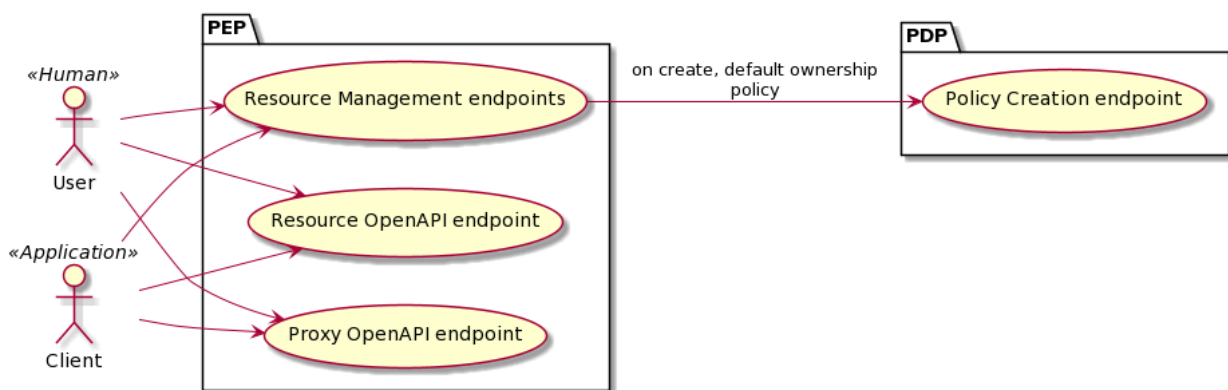 PEP
PDP
«Human»
User
«Application»
Client
Resource Management endpoints
on create, default ownership
policy
Policy Creation endpoint
Resource OpenAPI endpoint
Proxy OpenAPI endpoint